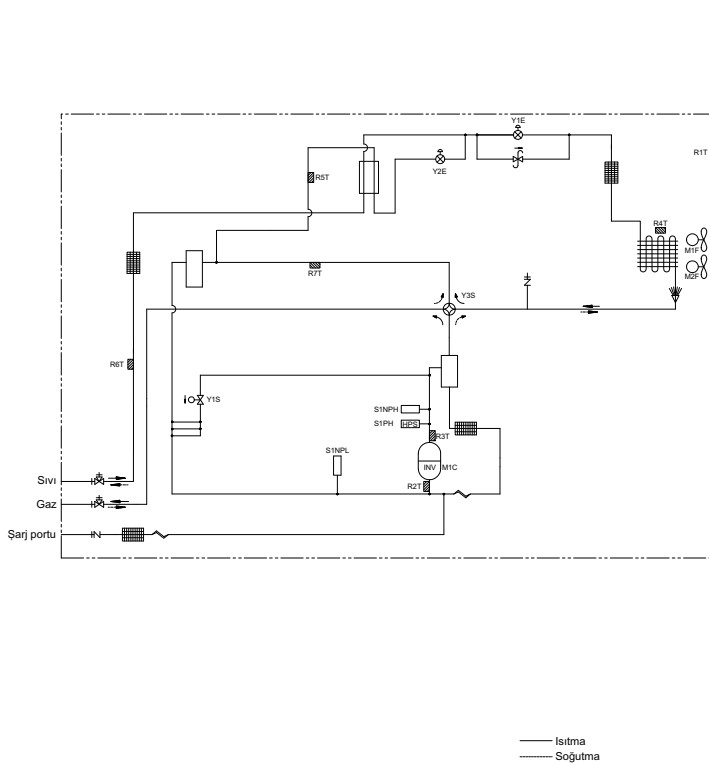 Y1E
R1T
Y2E
R5T
R4T
M1F
M2F
R7T
Y3S
R6T
Y1S
S1NPH
S1PH HPS
R3T
S1NPL
INV M1C
R2T
Sıvı
Gaz
Şarj portu
Isıtma
Soğutma